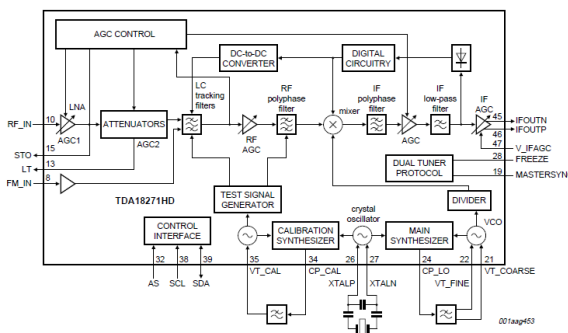 AGC CONTROL
DC-to-DC
CONVERTER
DIGITAL
CIRCUITRY
LNA
LC
tracking
filters
RF
polyphase
filter
mixer
IF
polyphase
filter
IF
low-pass
filter
IF
AGC
RF_IN
10
AGC1
ATTENUATORS
AGC2
RF
AGC
AGC
45
IFOUTN
IFOUTP
46
47
V_IFAGC
STO
15
LT
13
FM_IN
8
DUAL TUNER
PROTOCOL
28
FREEZE
19
MASTERSYN
TDA18271HD
TEST SIGNAL
GENERATOR
crystal
oscillator
DIVIDER
VCO
CONTROL
INTERFACE
CALIBRATION
SYNTHESIZER
MAIN
SYNTHESIZER
32
38
39
35
34
26
27
24
22
21
AS
SCL
SDA
VT_CAL
CP_CAL
XTALP
XTALN
CP_LO
VT_FINE
VT_COARSE
001aag453